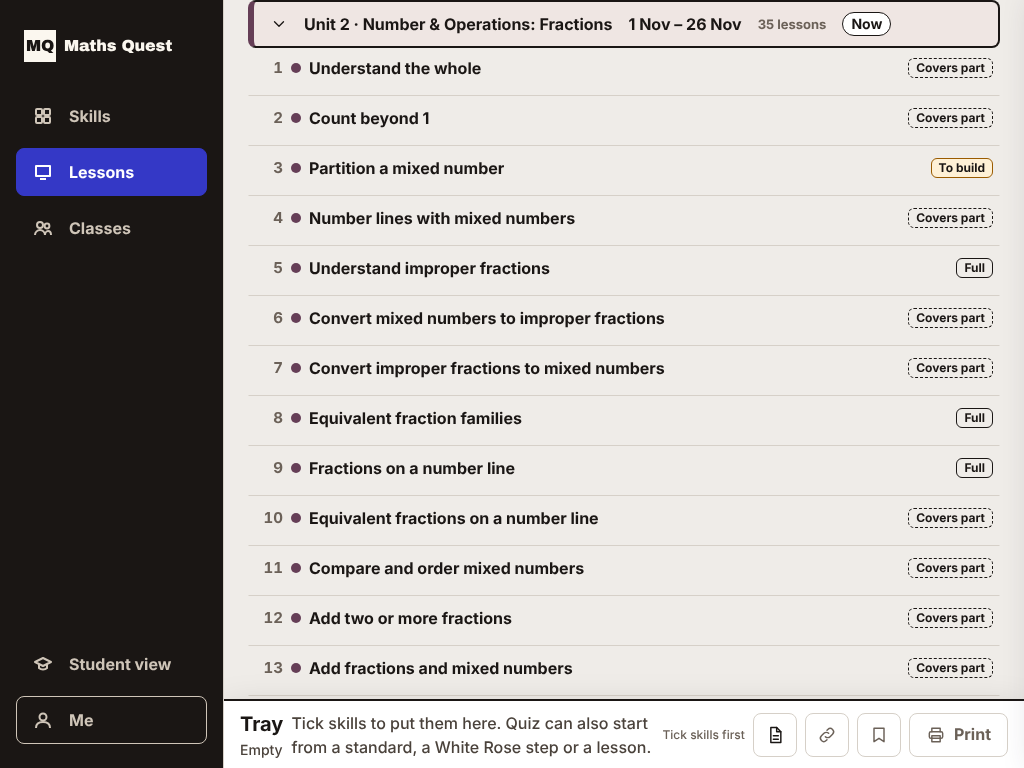 MQ Maths Quest
Skills
Lessons
Classes
Student view
Me
Unit 2 · Number & Operations: Fractions 1 Nov – 26 Nov 35 lessons Now
1 Understand the whole Covers part
2 Count beyond 1 Covers part
3 Partition a mixed number To build
4 Number lines with mixed numbers Covers part
5 Understand improper fractions Full
6 Convert mixed numbers to improper fractions Covers part
7 Convert improper fractions to mixed numbers Covers part
8 Equivalent fraction families Full
9 Fractions on a number line Full
10 Equivalent fractions on a number line Covers part
11 Compare and order mixed numbers Covers part
12 Add two or more fractions Covers part
13 Add fractions and mixed numbers Covers part
Tray
Empty
Tick skills to put them here. Quiz can also start
from a standard, a White Rose step or a lesson.
Tick skills first
Print